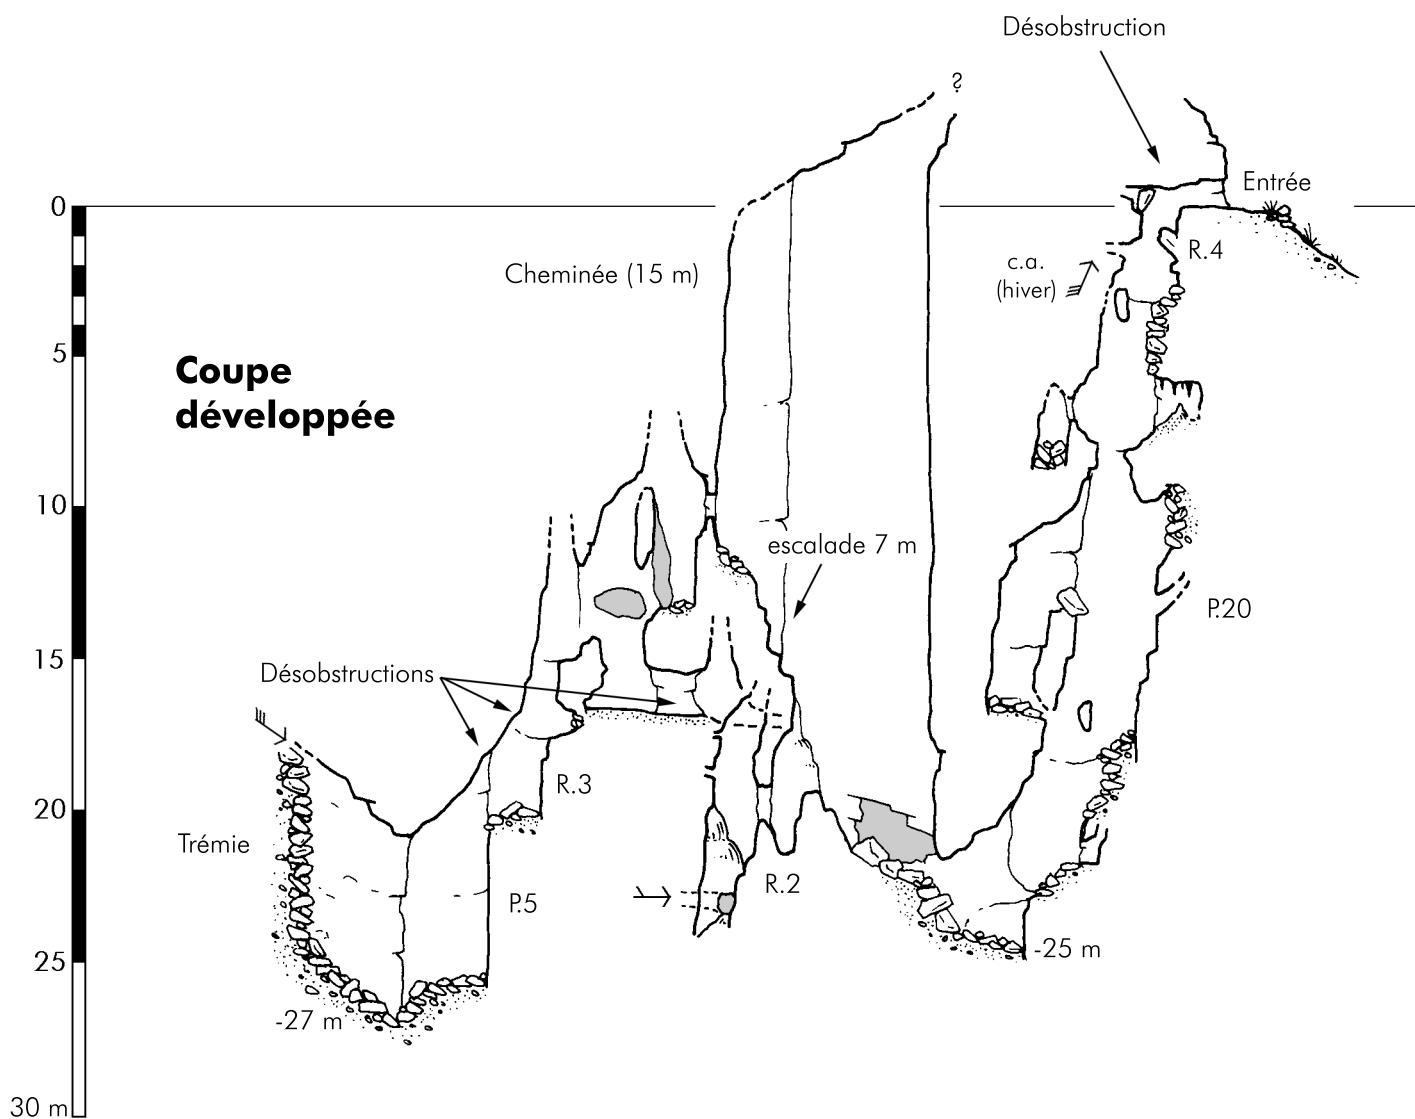 Désobstruction
?
Entrée
0
R.4
c.a.
(hiver)
Cheminée (15 m)
5
Coupe
développée
10
escalade 7 m
P.20
15
Désobstructions
R.3
20
Trémie
R.2
P.5
-25 m
25
-27 m
30 m